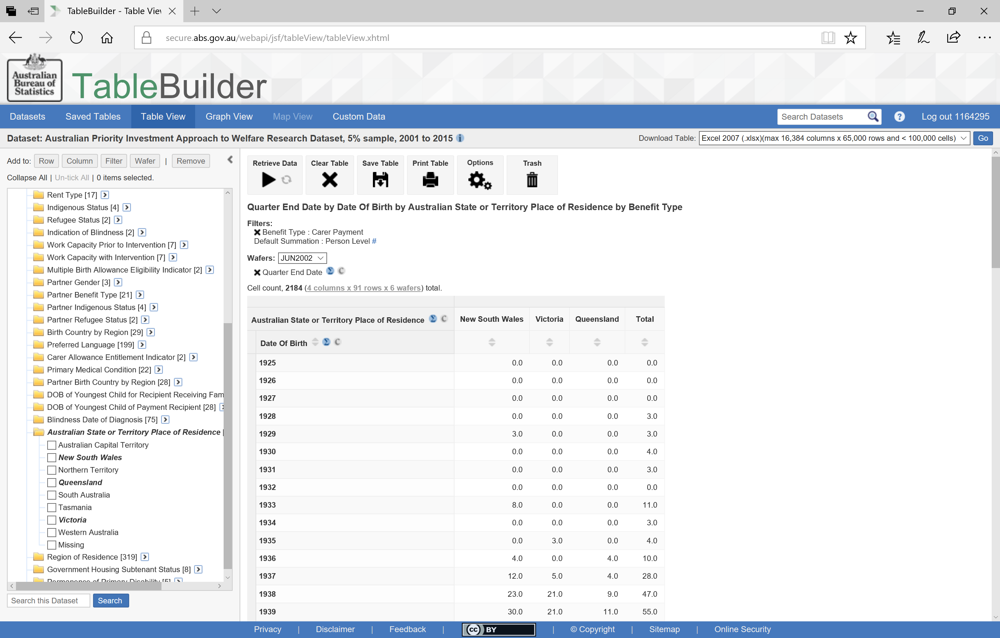 TableBuilder - Table Vie
secure.abs.gov.au/webapi/jsf/tableView/tableView.xhtml
Australian
Bureau of
Statistics
TableBuilder
Datasets Saved Tables Table View Graph View Map View Custom Data Search Datasets ? Log out 1164295
Dataset: Australian Priority Investment Approach to Welfare Research Dataset, 5% sample, 2001 to 2015 i Download Table: Excel 2007 (.xlsx)(max 16,384 columns x 65,000 rows and < 100,000 cells) Go
Add to: Row Column Filter Wafer | Remove
Collapse All | Un-tick All | 0 items selected.
Rent Type [17]
Indigenous Status [4]
Refugee Status [2]
Indication of Blindness [2]
Work Capacity Prior to Intervention [7]
Work Capacity with Intervention [7]
Multiple Birth Allowance Eligibility Indicator [2]
Partner Gender [3]
Partner Benefit Type [21]
Partner Indigenous Status [4]
Partner Refugee Status [2]
Birth Country by Region [29]
Preferred Language [199]
Carer Allowance Entitlement Indicator [2]
Primary Medical Condition [22]
Partner Birth Country by Region [28]
DOB of Youngest Child for Recipient Receiving Fam
DOB of Youngest Child of Payment Recipient [28]
Blindness Date of Diagnosis [75]
Australian State or Territory Place of Residence [
Australian Capital Territory
New South Wales
Northern Territory
Queensland
South Australia
Tasmania
Victoria
Western Australia
Missing
Region of Residence [319]
Government Housing Subtenant Status [8]
Permanence of Primary Disability [5]
Search this Dataset Search
Retrieve Data Clear Table Save Table Print Table Options Trash
Quarter End Date by Date Of Birth by Australian State or Territory Place of Residence by Benefit Type
Filters:
Benefit Type : Carer Payment
Default Summation : Person Level #
Wafers: JUN2002
Quarter End Date Σ C
Cell count, 2184 (4 columns x 91 rows x 6 wafers) total.
Australian State or Territory Place of Residence Σ C New South Wales Victoria Queensland Total
Date Of Birth Σ C
1925 0.0 0.0 0.0 0.0
1926 0.0 0.0 0.0 0.0
1927 0.0 0.0 0.0 0.0
1928 0.0 0.0 0.0 3.0
1929 3.0 0.0 0.0 3.0
1930 0.0 0.0 0.0 4.0
1931 0.0 0.0 0.0 3.0
1932 0.0 0.0 0.0 0.0
1933 8.0 0.0 0.0 11.0
1934 0.0 0.0 0.0 3.0
1935 0.0 3.0 0.0 4.0
1936 4.0 0.0 4.0 10.0
1937 12.0 5.0 4.0 28.0
1938 23.0 21.0 9.0 47.0
1939 30.0 21.0 11.0 55.0
Privacy | Disclaimer | Feedback | cc BY | © Copyright | Sitemap | Online Security